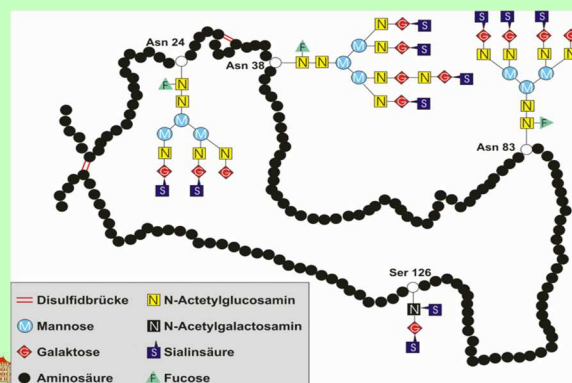 Asn 24
Asn 38
Asn 83
Ser 126
N G S
F N G S
N N M M
M N G N G S
N G S
S S S
G G G G
N N N N
M M
M
N
N F
F N
N
M
M M
N N N
G G G
S S
N S
G
S
Disulfidbrücke
N N-Actetylglucosamin
M Mannose
N N-Acetylgalactosamin
G Galaktose
S Sialinsäure
Aminosäure
F Fucose